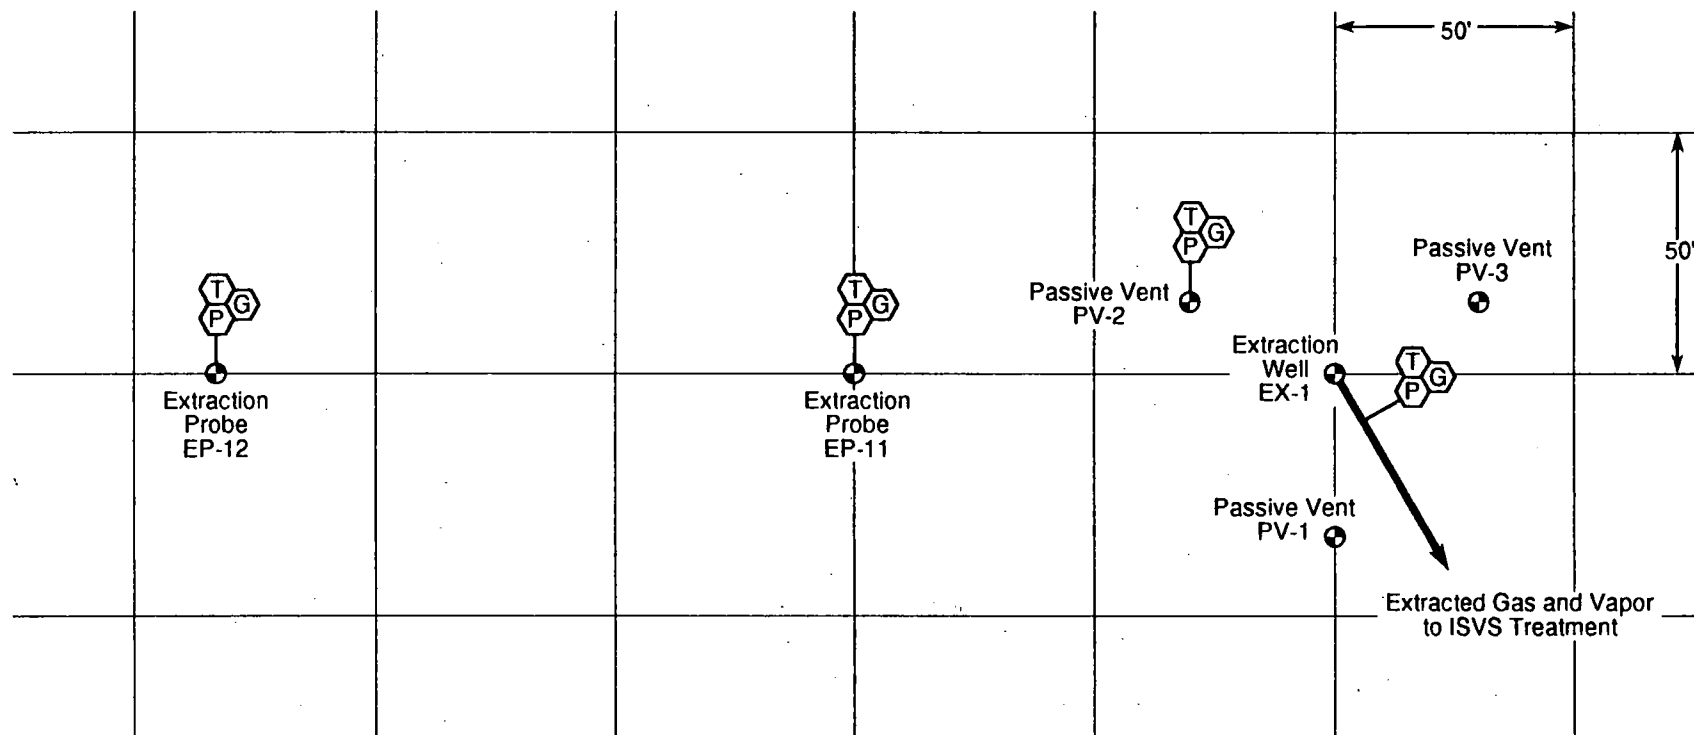 50'
50'
T
G
P
Passive Vent
PV-2
Passive Vent
PV-3
T
G
P
Extraction
Probe
EP-12
T
G
P
Extraction
Probe
EP-11
Extraction
Well
EX-1
T
G
P
Passive Vent
PV-1
Extracted Gas and Vapor
to ISVS Treatment